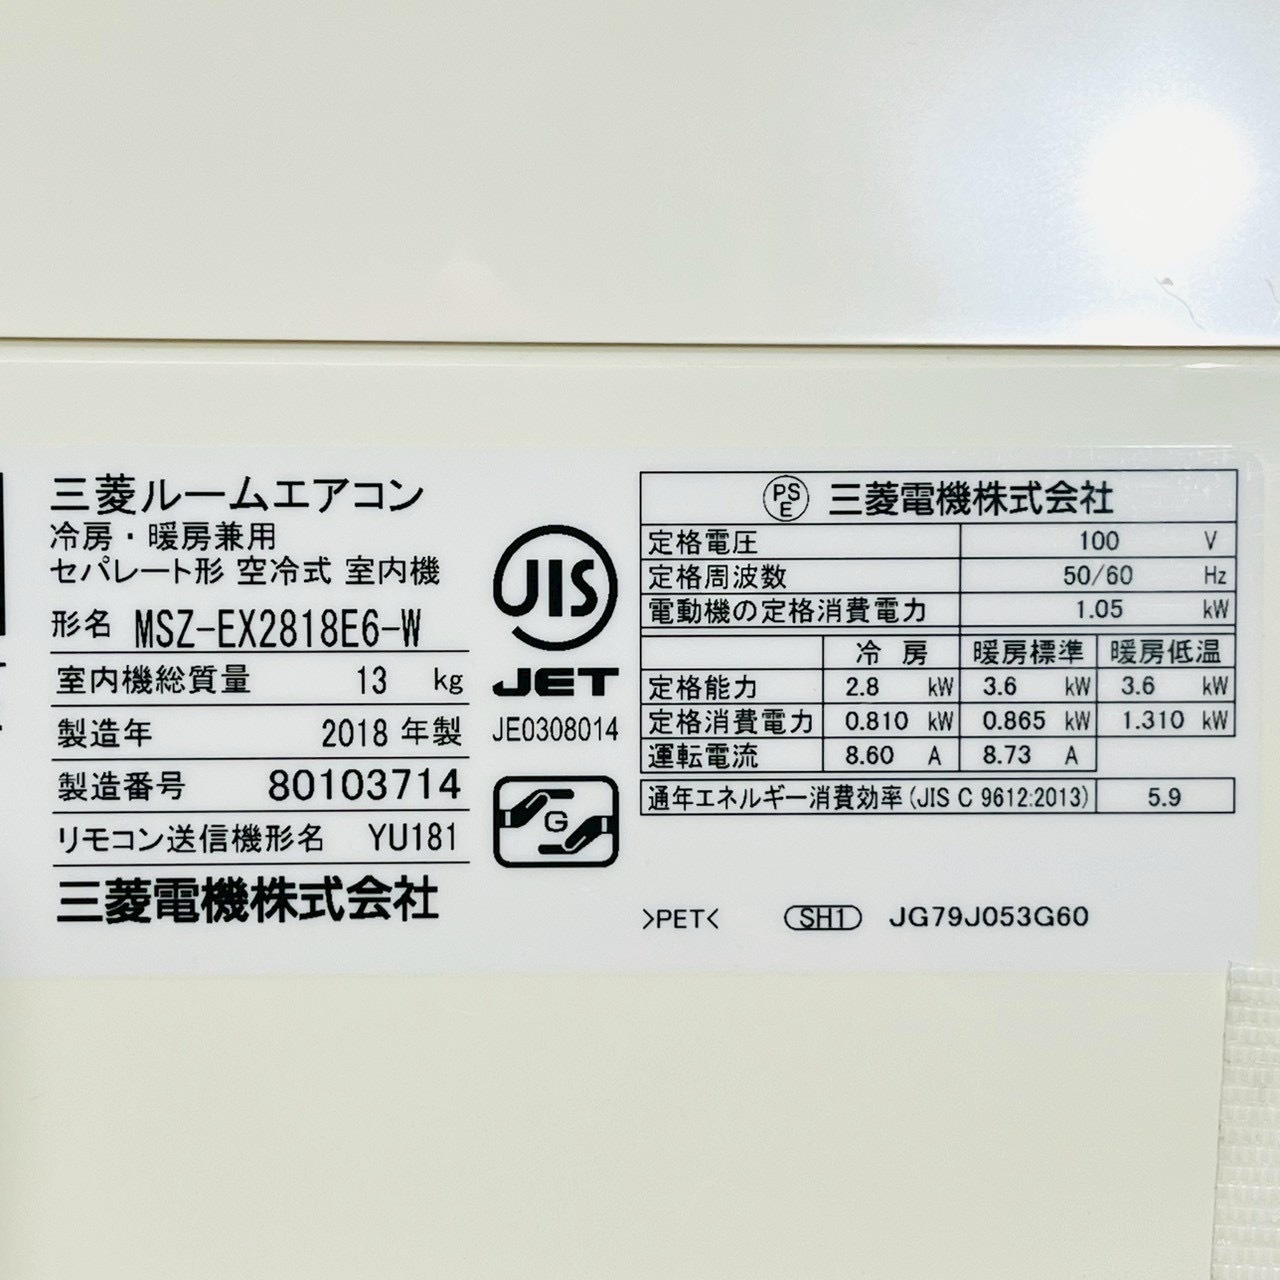 三菱ルームエアコン
冷房・暖房兼用
セパレート形 空冷式 室内機
形名 MSZ-EX2818E6-W
室内機総質量 13 kg
製造年 2018 年製
製造番号 80103714
リモコン送信機形名 YU181
三菱電機株式会社
JIS
JET
JE0308014
G
PS
E 三菱電機株式会社
定格電圧 100 V
定格周波数 50/60 Hz
電動機の定格消費電力 1.05 kW
冷房 暖房標準 暖房低温
定格能力 2.8 kW 3.6 kW 3.6 kW
定格消費電力 0.810 kW 0.865 kW 1.310 kW
運転電流 8.60 A 8.73 A
通年エネルギー消費効率(JIS C 9612:2013) 5.9
>PET< SH1 JG79J053G60